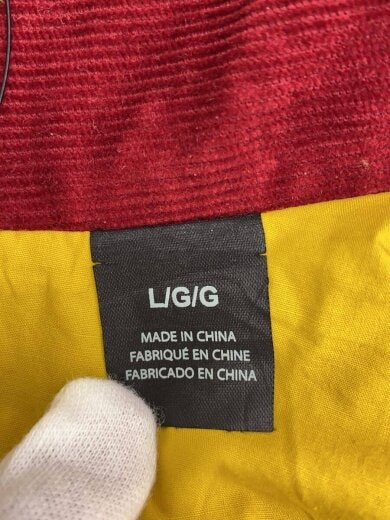 L/G/G
MADE IN CHINA
FABRIQUÉ EN CHINE
FABRICADO EN CHINA